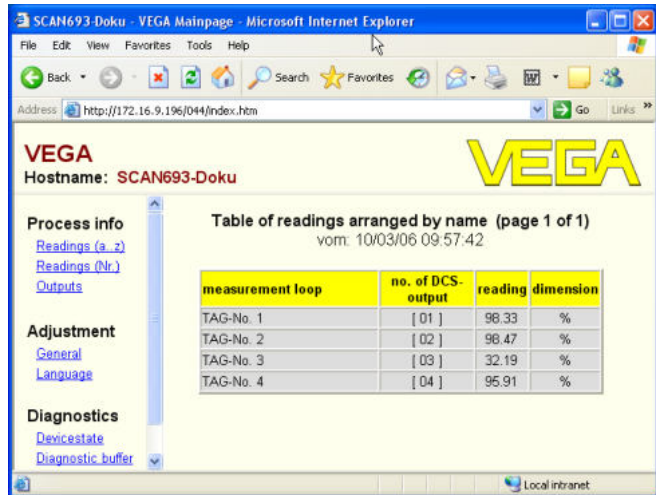 SCAN693-Doku - VEGA Mainpage - Microsoft Internet Explorer
File Edit View Favorites Tools Help
Back Search Favorites
Address http://172.16.9.196/044/index.htm Go Links »
VEGA
Hostname: SCAN693-Doku
VEGA
Process info
Readings (a..z)
Readings (Nr.)
Outputs
Adjustment
General
Language
Diagnostics
Devicestate
Diagnostic buffer
Table of readings arranged by name (page 1 of 1)
vom: 10/03/06 09:57:42
measurement loop no. of DCS-output reading dimension
TAG-No. 1 [ 01 ] 98.33 %
TAG-No. 2 [ 02 ] 98.47 %
TAG-No. 3 [ 03 ] 32.19 %
TAG-No. 4 [ 04 ] 95.91 %
Local intranet